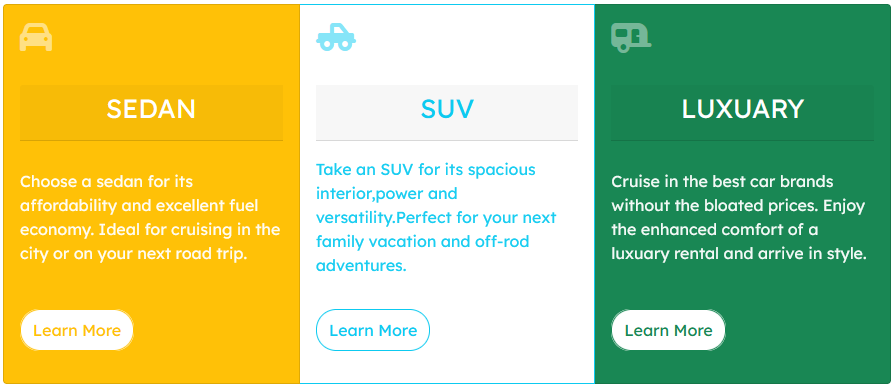 SEDAN
Choose a sedan for its
affordability and excellent fuel
economy. Ideal for cruising in the
city or on your next road trip.
Learn More
SUV
Take an SUV for its spacious
interior,power and
versatility.Perfect for your next
family vacation and off-rod
adventures.
Learn More
LUXUARY
Cruise in the best car brands
without the bloated prices. Enjoy
the enhanced comfort of a
luxuary rental and arrive in style.
Learn More